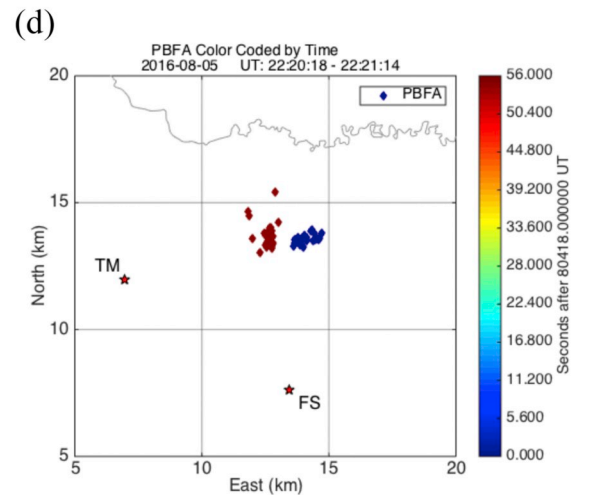 (d)
PBFA Color Coded by Time
2016-08-05 UT: 22:20:18 - 22:21:14
PBFA
TM
FS
20
15
10
5
North (km)
5 10 15 20
East (km)
56.000
50.400
44.800
39.200
33.600
28.000
22.400
16.800
11.200
5.600
0.000
Seconds after 80418.000000 UT